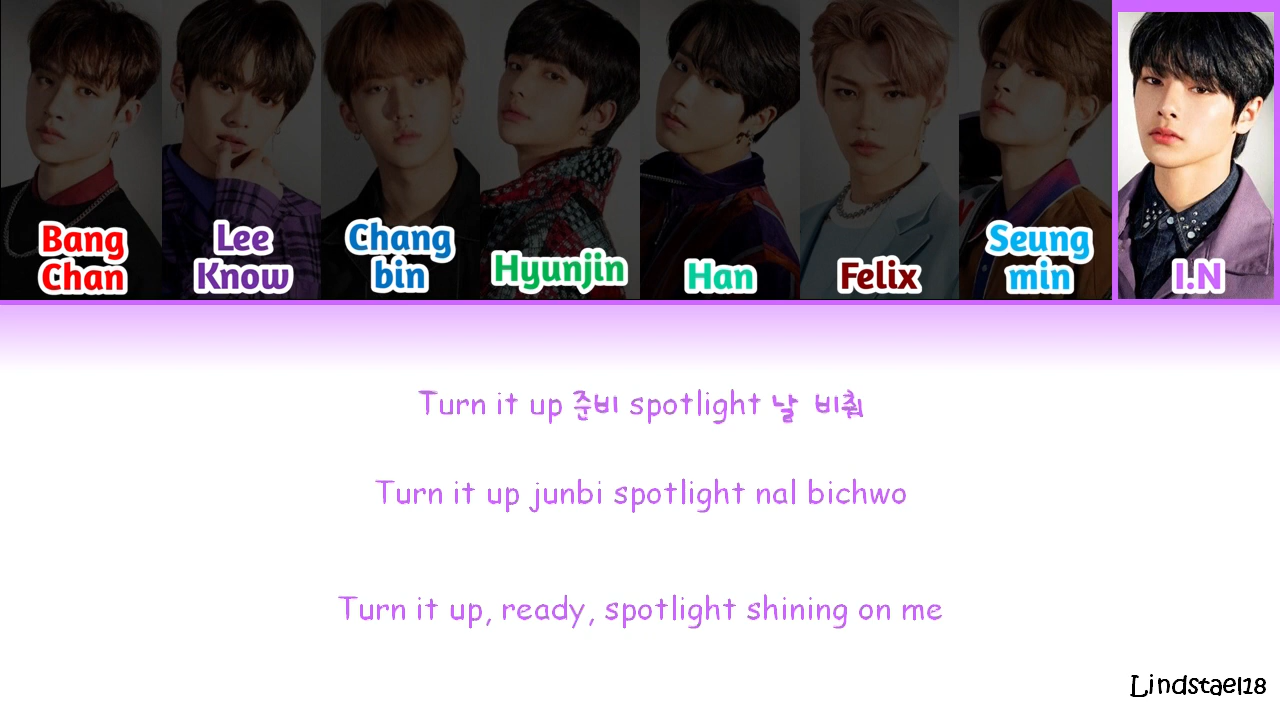 Bang
Chan
Lee
Know
Chang
bin
Hyunjin
Han
Felix
Seung
min
I.N
Turn it up 준비 spotlight 날 비춰
Turn it up junbi spotlight nal bichwo
Turn it up, ready, spotlight shining on me
Lindstael18